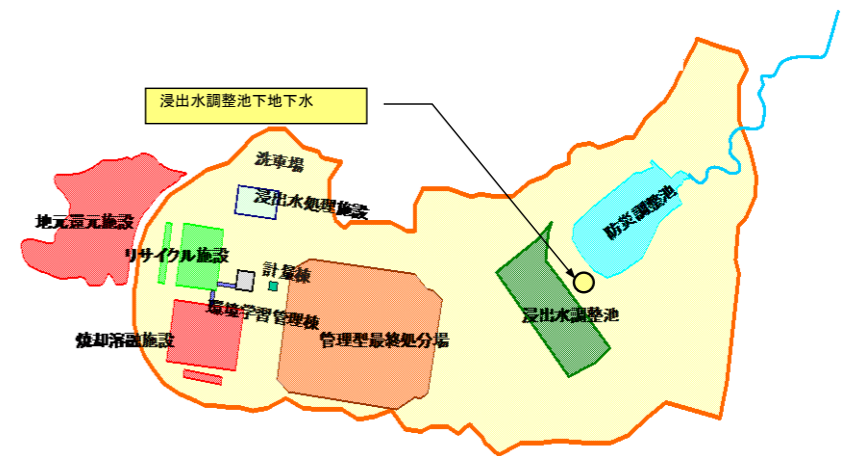 浸出水調整池下地下水
洗車場
浸出水処理施設
防災調整池
地元還元施設
リサイクル施設
計量棟
環境学習管理棟
浸出水調整池
焼却溶融施設
管理型最終処分場